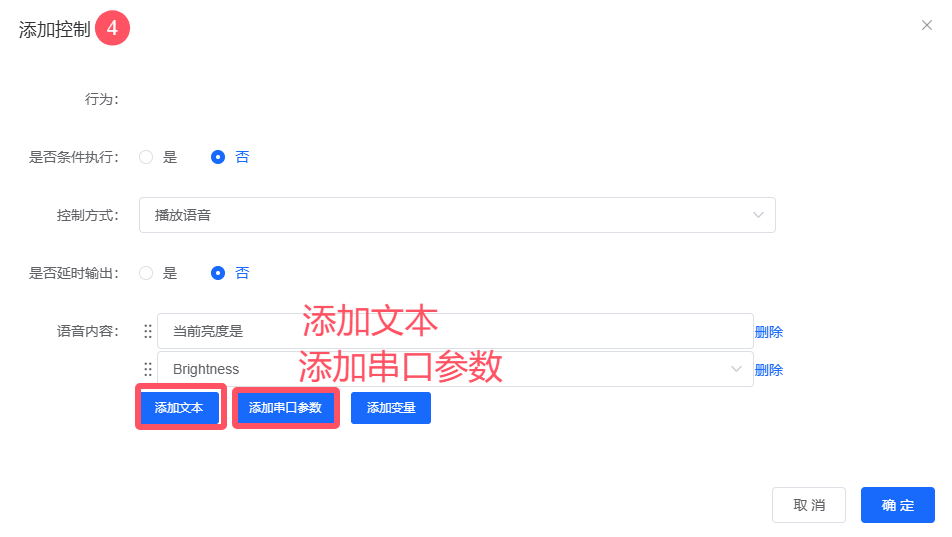 添加控制 4
行为：
是否条件执行： 是 否
控制方式： 播放语音
是否延时输出： 是 否
语音内容： 当前亮度是 添加文本 删除
Brightness 添加串口参数 删除
添加文本 添加串口参数 添加变量
取消 确定